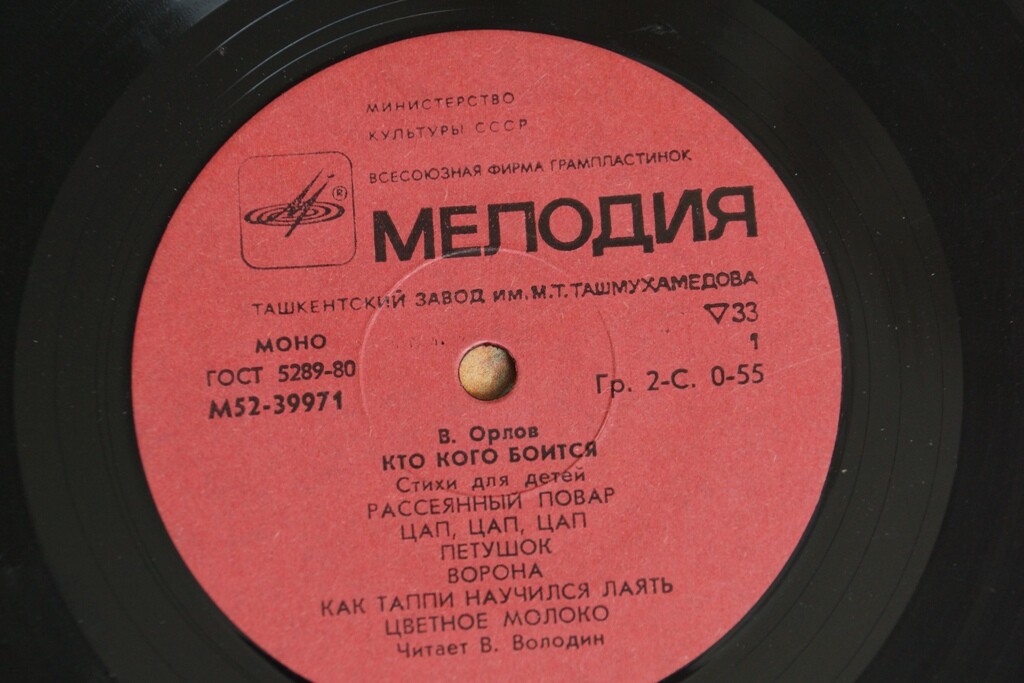 МИНИСТЕРСТВО
КУЛЬТУРЫ СССР
ВСЕСОЮЗНАЯ ФИРМА ГРАМПЛАСТИНОК
®
МЕЛОДИЯ
ТАШКЕНТСКИЙ ЗАВОД ИМ. М.Т. ТАШМУХАМЕДОВА
МОНО
ГОСТ 5289-80
М52-39971
▽33
1
Гр. 2-С. 0-55
В. Орлов
КТО КОГО БОИТСЯ
Стихи для детей
РАССЕЯННЫЙ ПОВАР
ЦАП, ЦАП, ЦАП
ПЕТУШОК
ВОРОНА
КАК ТАППИ НАУЧИЛСЯ ЛАЯТЬ
ЦВЕТНОЕ МОЛОКО
Читает В. Володин